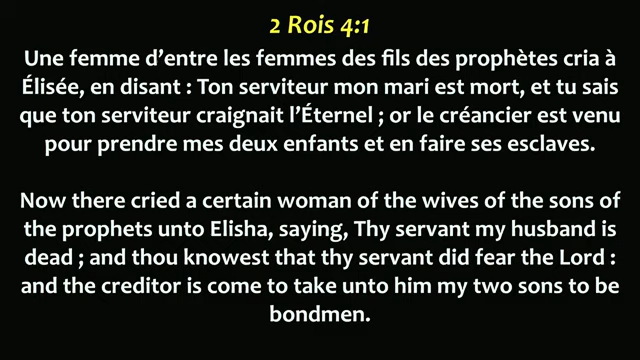 2 Rois 4:1
Une femme d’entre les femmes des fils des prophètes cria à
Élisée, en disant : Ton serviteur mon mari est mort, et tu sais
que ton serviteur craignait l’Éternel ; or le créancier est venu
pour prendre mes deux enfants et en faire ses esclaves.
Now there cried a certain woman of the wives of the sons of
the prophets unto Elisha, saying, Thy servant my husband is
dead ; and thou knowest that thy servant did fear the Lord :
and the creditor is come to take unto him my two sons to be
bondmen.